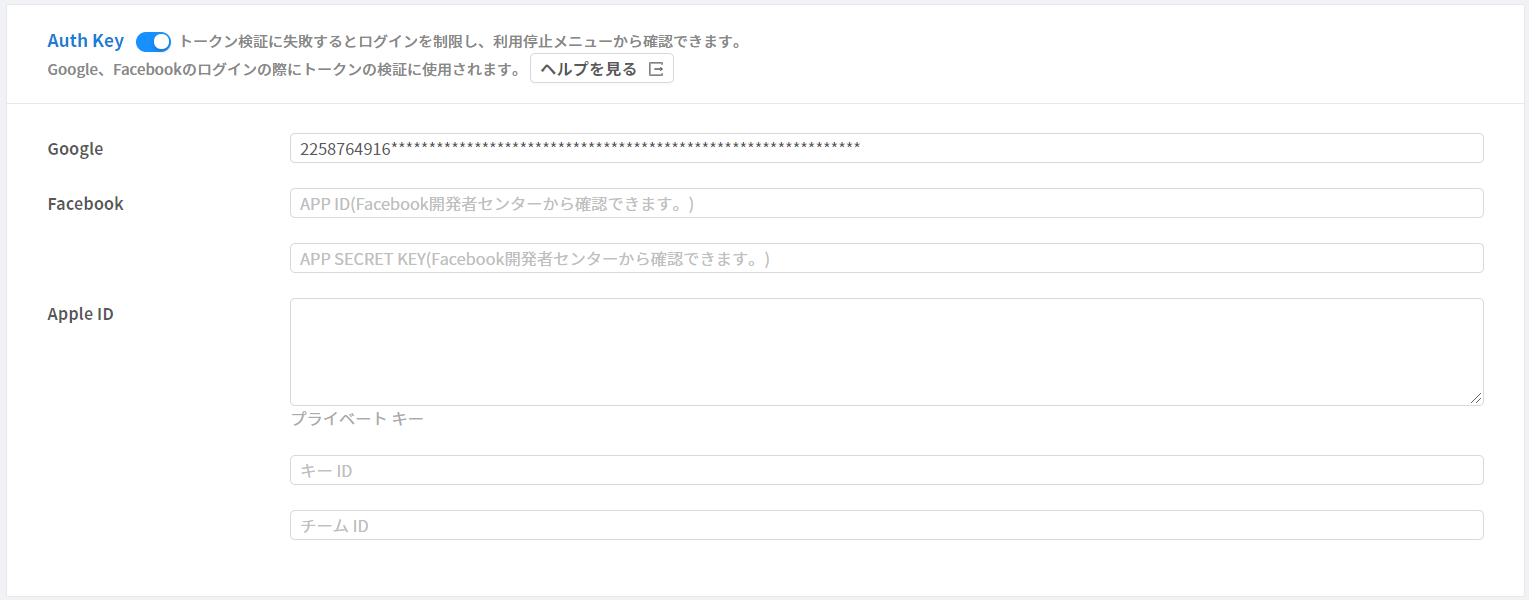 Auth Key トークン検証に失敗するとログインを制限し、利用停止メニューから確認できます。
Google、Facebookのログインの際にトークンの検証に使用されます。 ヘルプを見る
Google 2258764916**************************************************************
Facebook APP ID(Facebook開発者センターから確認できます。)
APP SECRET KEY(Facebook開発者センターから確認できます。)
Apple ID
プライベート キー
キー ID
チーム ID